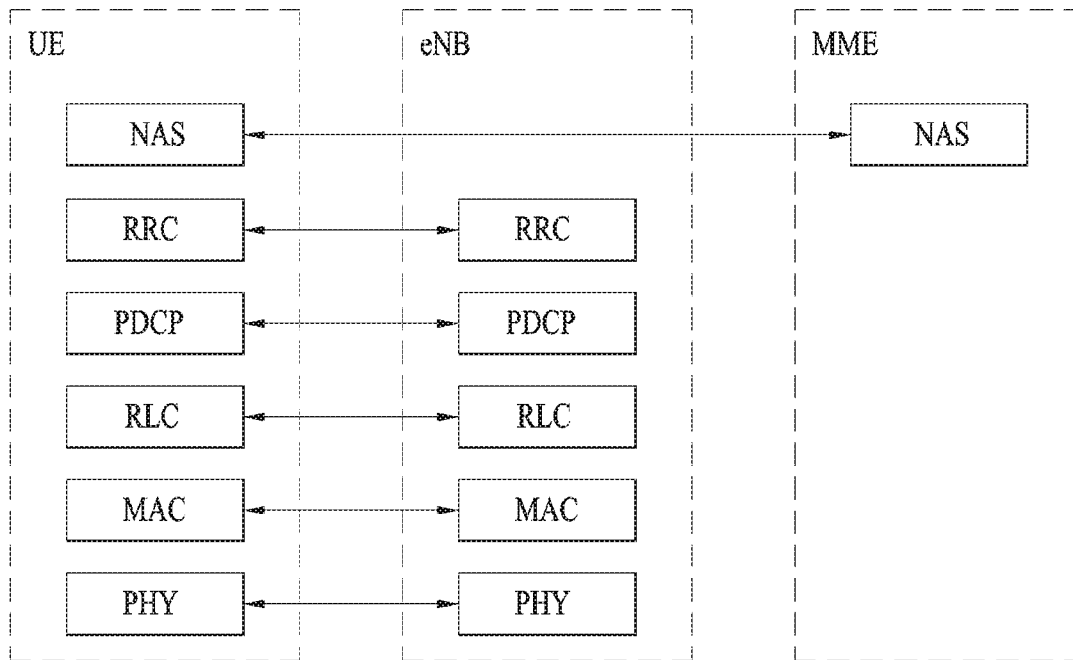 UE eNB MME
NAS NAS
RRC RRC
PDCP PDCP
RLC RLC
MAC MAC
PHY PHY